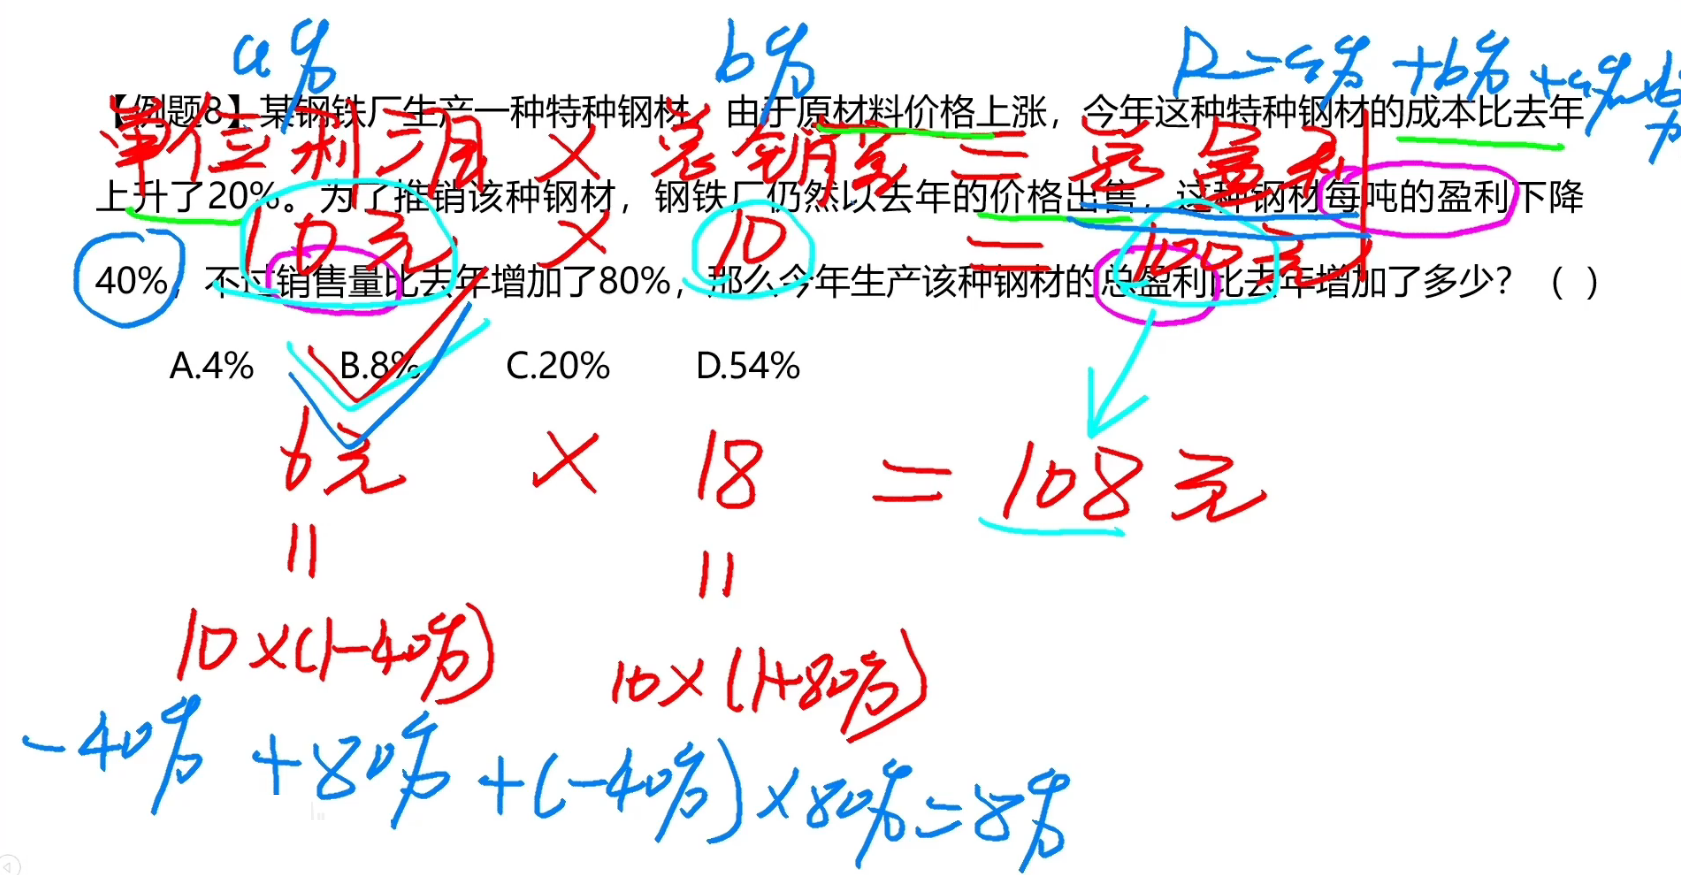 a% b% R=a%+b%+a%×b%
【例题8】某钢铁厂生产一种特种钢材，由于原材料价格上涨，今年这种特种钢材的成本比去年
单位利润 × 总销量 = 总盈利
上升了20%。为了推销该种钢材，钢铁厂仍然以去年的价格出售，这种钢材每吨的盈利下降
10元 × 10 = 100元
40%，不过销售量比去年增加了80%，那么今年生产该种钢材的总盈利比去年增加了多少？（ ）
A.4% B.8% C.20% D.54%
6元 × 18 = 108元
= =
10×(1-40%) 10×(1+80%)
-40%+80%+(-40%)×80%=8%